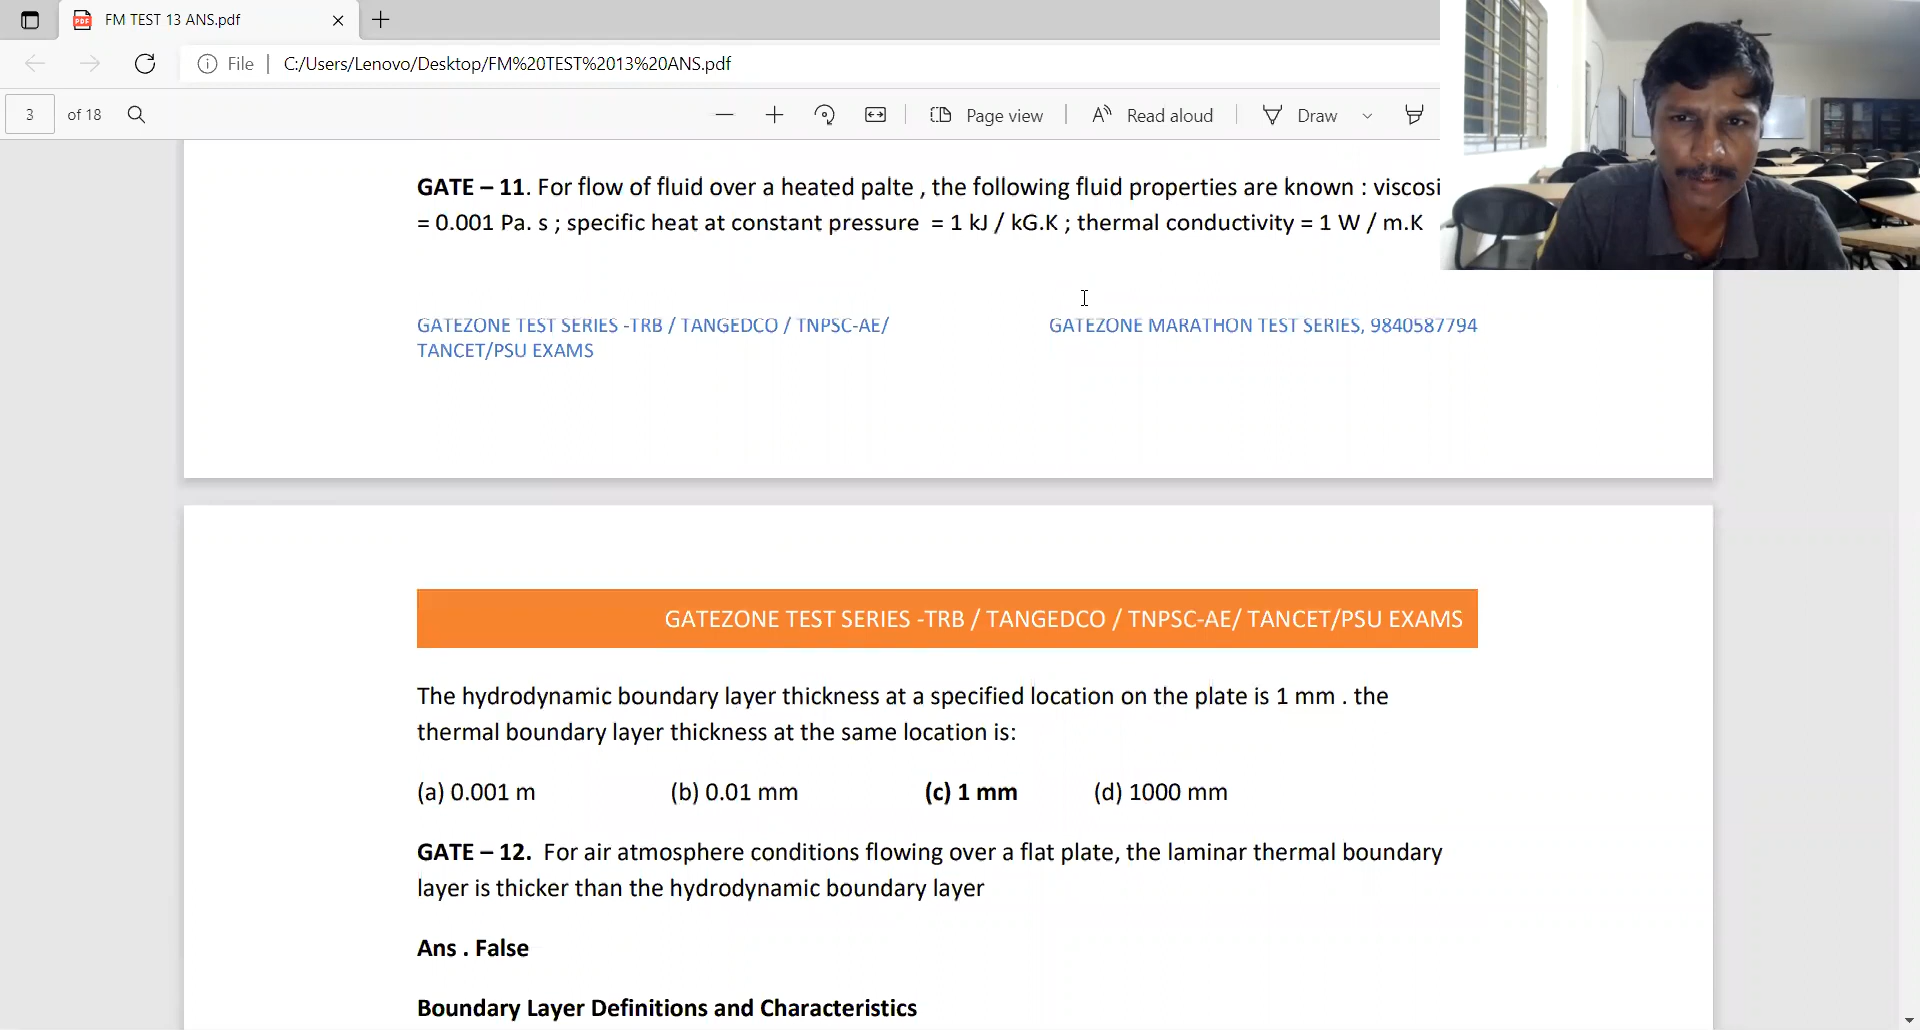 FM TEST 13 ANS.pdf
File
C:/Users/Lenovo/Desktop/FM%20TEST%2013%20ANS.pdf
3 of 18
Page view
Read aloud
Draw
GATE – 11. For flow of fluid over a heated palte , the following fluid properties are known : viscosi
= 0.001 Pa. s ; specific heat at constant pressure = 1 kJ / kG.K ; thermal conductivity = 1 W / m.K
GATEZONE TEST SERIES -TRB / TANGEDCO / TNPSC-AE/
TANCET/PSU EXAMS
GATEZONE MARATHON TEST SERIES, 9840587794
GATEZONE TEST SERIES -TRB / TANGEDCO / TNPSC-AE/ TANCET/PSU EXAMS
The hydrodynamic boundary layer thickness at a specified location on the plate is 1 mm . the
thermal boundary layer thickness at the same location is:
(a) 0.001 m (b) 0.01 mm (c) 1 mm (d) 1000 mm
GATE – 12. For air atmosphere conditions flowing over a flat plate, the laminar thermal boundary
layer is thicker than the hydrodynamic boundary layer
Ans . False
Boundary Layer Definitions and Characteristics